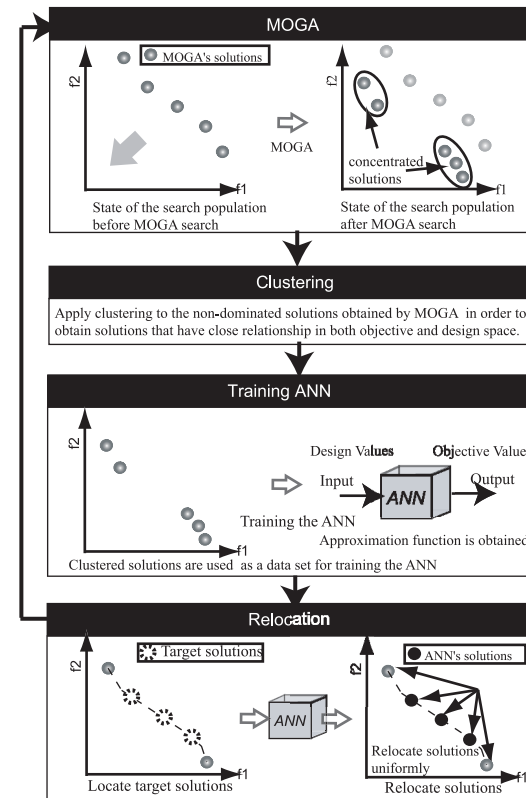 MOGA
f2
MOGA's solutions
f1
MOGA
f2
concentrated
solutions
f1
State of the search population
before MOGA search
State of the search population
after MOGA search
Clustering
Apply clustering to the non-dominated solutions obtained by MOGA in order to
obtain solutions that have close relationship in both objective and design space.
Training ANN
f2
f1
Training the ANN
Design Values
Objective Value
Input
ANN
Output
Approximation function is obtained
Clustered solutions are used as a data set for training the ANN
Relocation
f2
Target solutions
f1
Locate target solutions
ANN
f2
ANN's solutions
Relocate solutions
uniformly
f1
Relocate solutions